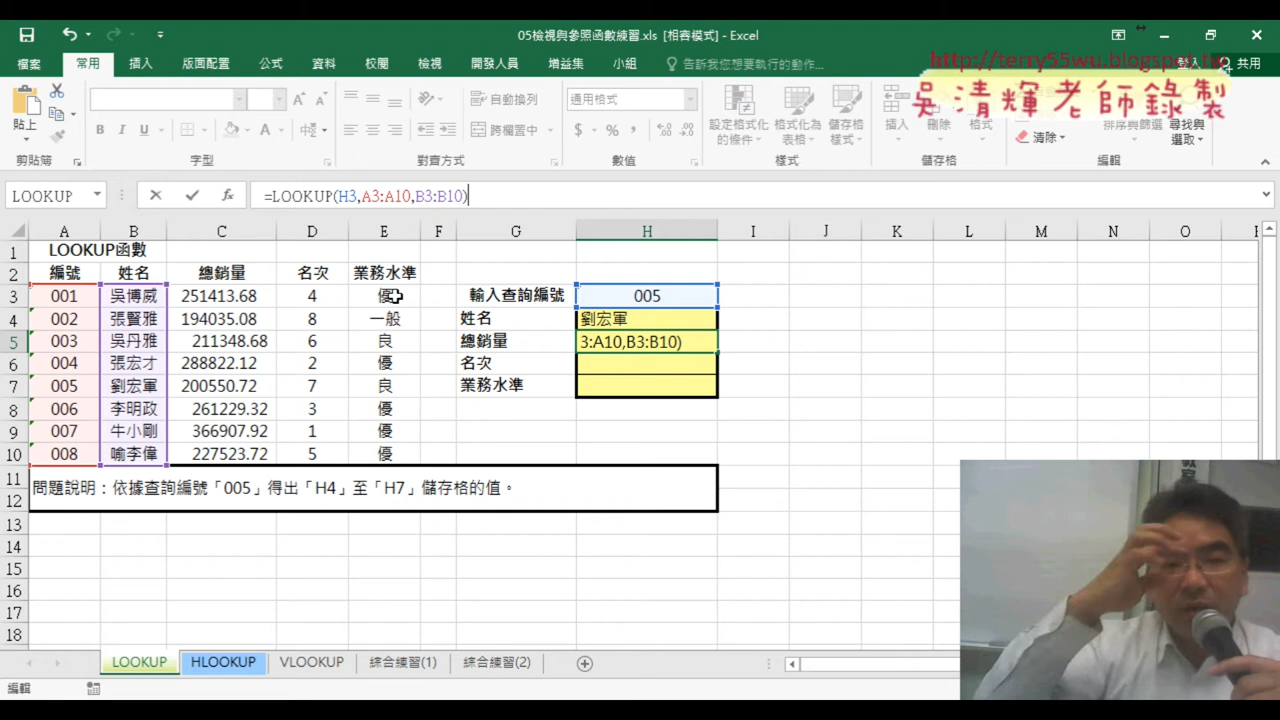 05檢視與參照函數練習.xls [相容模式] - Excel
檔案 常用 插入 版面配置 公式 資料 校閱 檢視 開發人員 增益集 小組 告訴我您想要執行的動作... 登入 共用
http://terry55wu.blogspot.tw
吳清輝老師錄製
貼上 B I U A 中 自動換列 跨欄置中 通用格式 $ % 設定格式化的條件 格式化為表格 儲存格樣式 插入 刪除 格式 清除 排序與篩選 尋找與選取
剪貼簿 字型 對齊方式 數值 樣式 儲存格 編輯
LOOKUP fx =LOOKUP(H3,A3:A10,B3:B10)
A B C D E F G H I J K L M N O
1 LOOKUP函數
2 編號 姓名 總銷量 名次 業務水準
3 001 吳博威 251413.68 4 優 輸入查詢編號 005
4 002 張賢雅 194035.08 8 一般 姓名 劉宏軍
5 003 吳丹雅 211348.68 6 良 總銷量 3:A10,B3:B10)
6 004 張宏才 288822.12 2 優 名次
7 005 劉宏軍 200550.72 7 良 業務水準
8 006 李明政 261229.32 3 優
9 007 牛小剛 366907.92 1 優
10 008 喻李偉 227523.72 5 優
11
問題說明：依據查詢編號「005」得出「H4」至「H7」儲存格的值。
12
13
14
15
16
17
18
LOOKUP HLOOKUP VLOOKUP 綜合練習(1) 綜合練習(2)
編輯